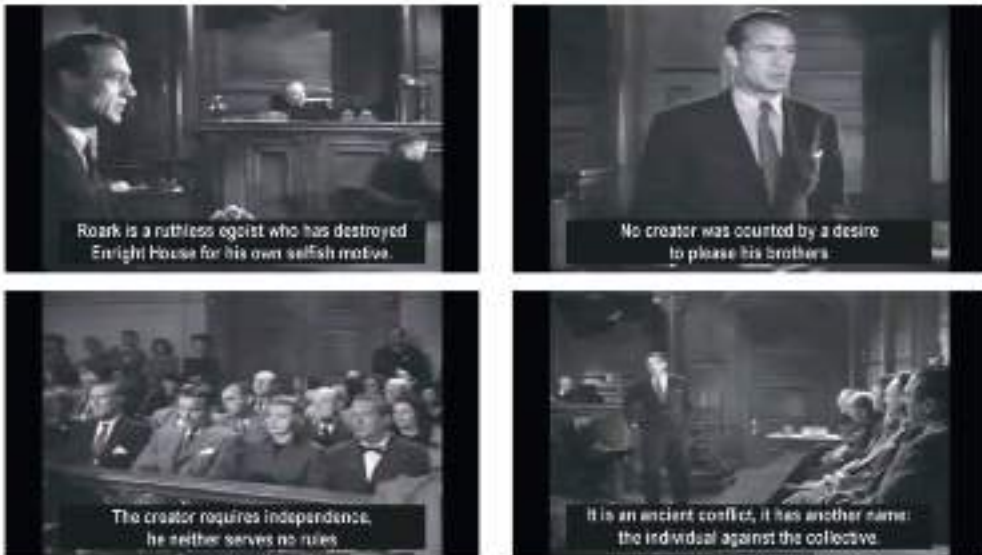 Roark is a ruthless egoist who has destroyed
Enright House for his own selfish motive.
No creator was counted by a desire
to please his brothers
The creator requires independence,
he neither serves no rules
It is an ancient conflict, it has another name:
the individual against the collective.